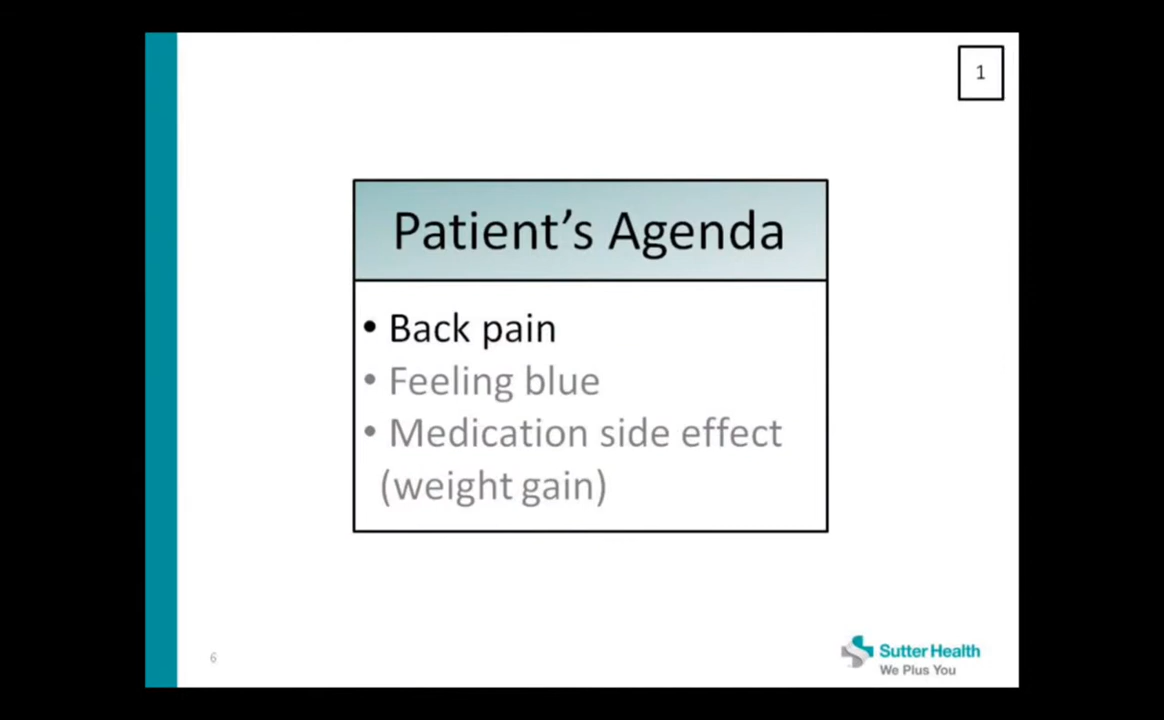 1
Patient’s Agenda
• Back pain
• Feeling blue
• Medication side effect
(weight gain)
6
Sutter Health
We Plus You